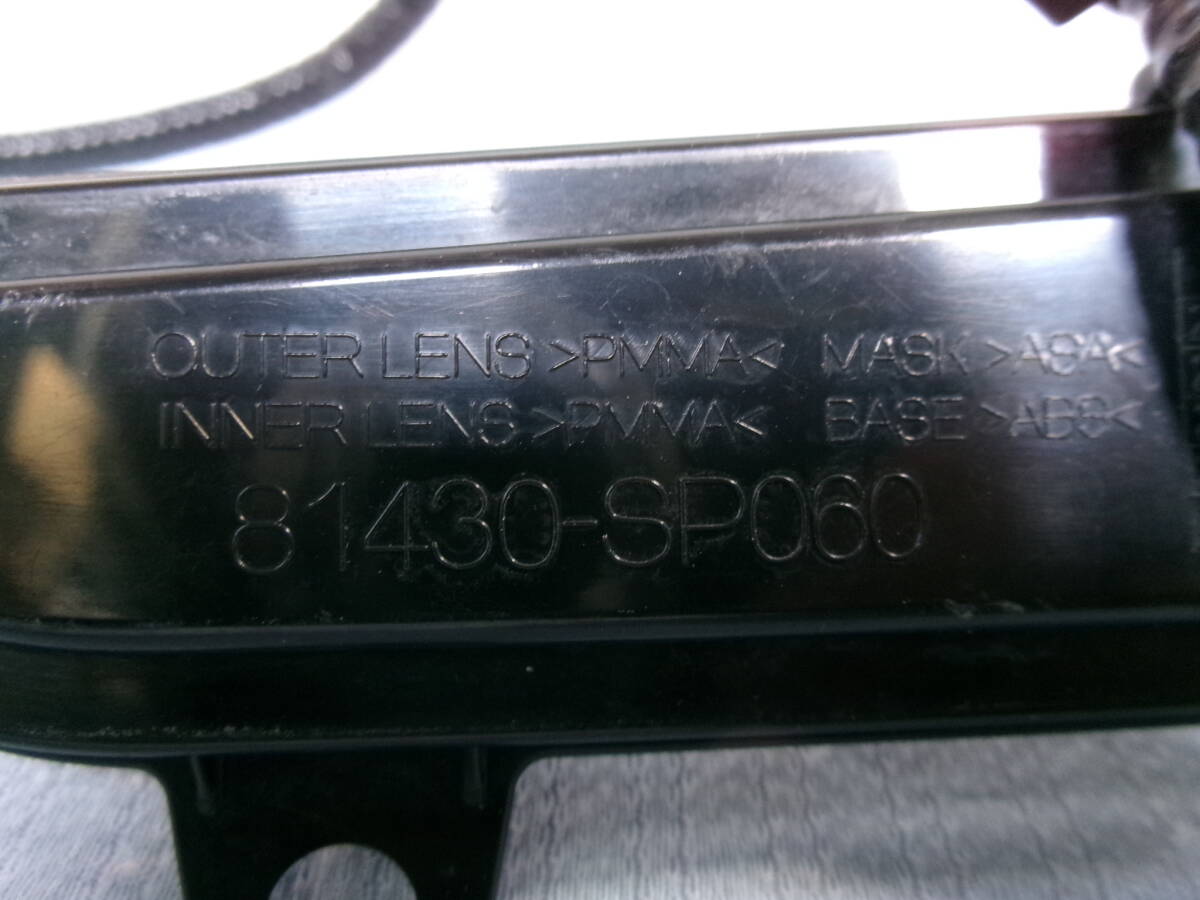 OUTER LENS >PMMA< MASK >ASA<
INNER LENS >PMMA< BASE >ABS<
81430-SP060